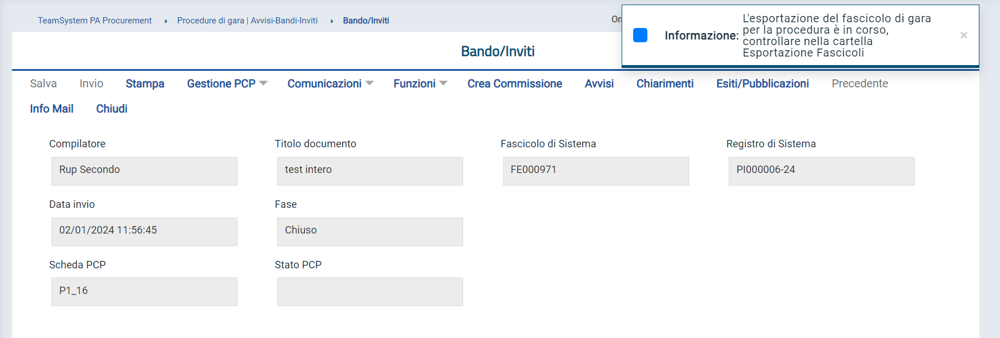 TeamSystem PA Procurement
Procedure di gara | Avvisi-Bandi-Inviti
Bando/Inviti
Informazione:
L'esportazione del fascicolo di gara
per la procedura è in corso,
controllare nella cartella
Esportazione Fascicoli
×
Bando/Inviti
Salva Invio Stampa Gestione PCP Comunicazioni Funzioni Crea Commissione Avvisi Chiarimenti Esiti/Pubblicazioni Precedente
Info Mail Chiudi
Compilatore Titolo documento Fascicolo di Sistema Registro di Sistema
Rup Secondo test intero FE000971 PI000006-24
Data invio Fase
02/01/2024 11:56:45 Chiuso
Scheda PCP Stato PCP
P1_16